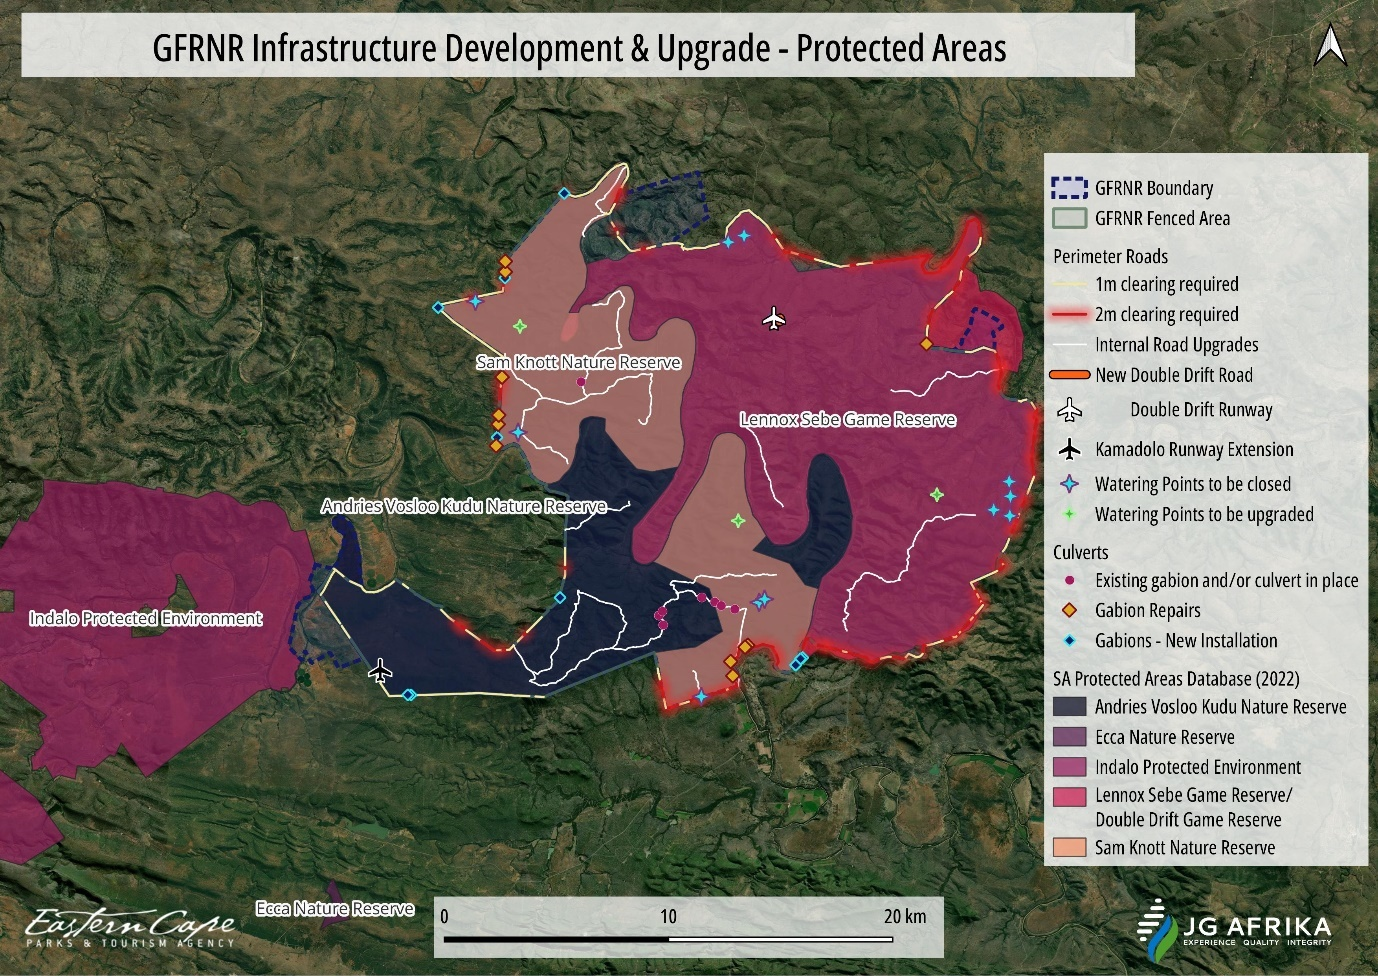 GFRNR Infrastructure Development & Upgrade - Protected Areas
GFRNR Boundary
GFRNR Fenced Area
Perimeter Roads
1m clearing required
2m clearing required
Internal Road Upgrades
New Double Drift Road
Double Drift Runway
Kamadolo Runway Extension
Watering Points to be closed
Watering Points to be upgraded
Culverts
Existing gabion and/or culvert in place
Gabion Repairs
Gabions - New Installation
SA Protected Areas Database (2022)
Andries Vosloo Kudu Nature Reserve
Ecca Nature Reserve
Indalo Protected Environment
Lennox Sebe Game Reserve/
Double Drift Game Reserve
Sam Knott Nature Reserve
Sam Knott Nature Reserve
Lennox Sebe Game Reserve
Andries Vosloo Kudu Nature Reserve
Indalo Protected Environment
Ecca Nature Reserve
Eastern Cape
PARKS & TOURISM AGENCY
0 10 20 km
JG AFRIKA
EXPERIENCE QUALITY INTEGRITY